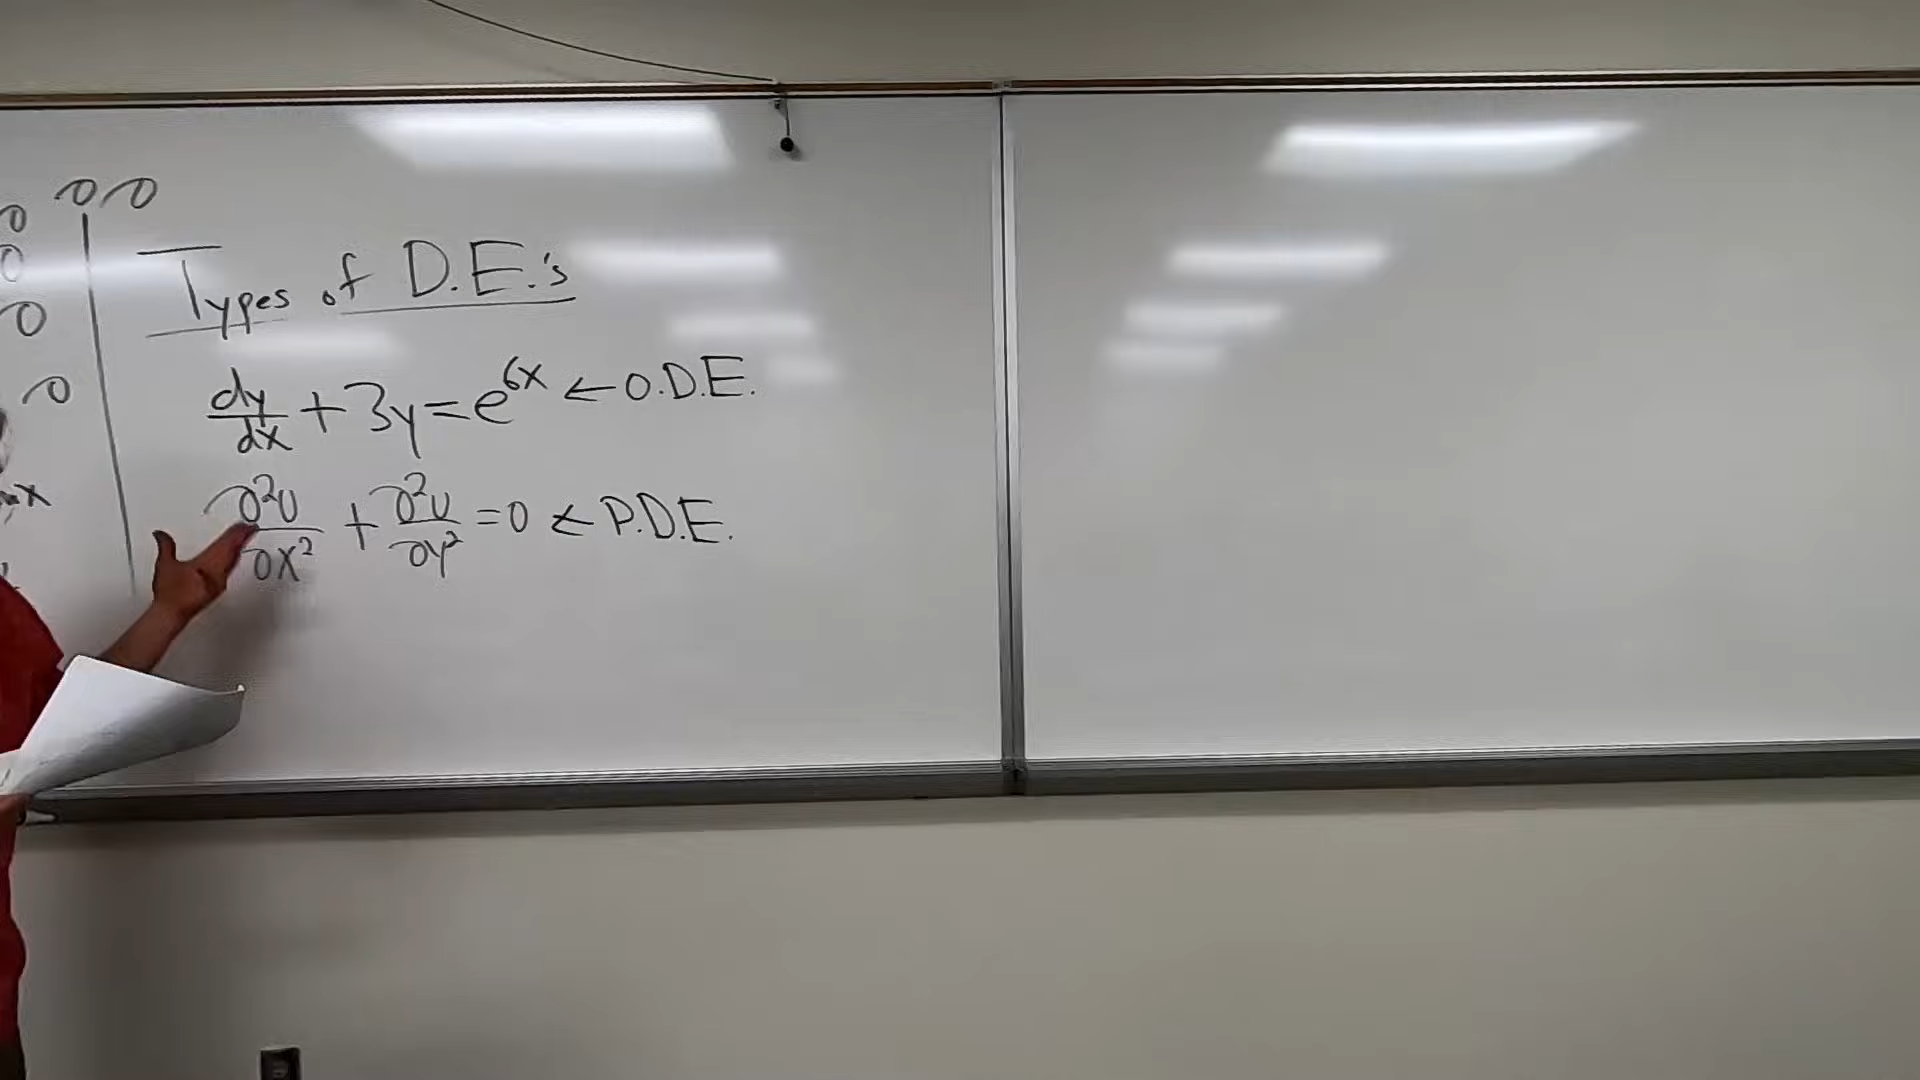 Types of D.E.'s
dy/dx + 3y = e^{6x} ← O.D.E.
∂²U/∂x² + ∂²U/∂y² = 0 ← P.D.E.